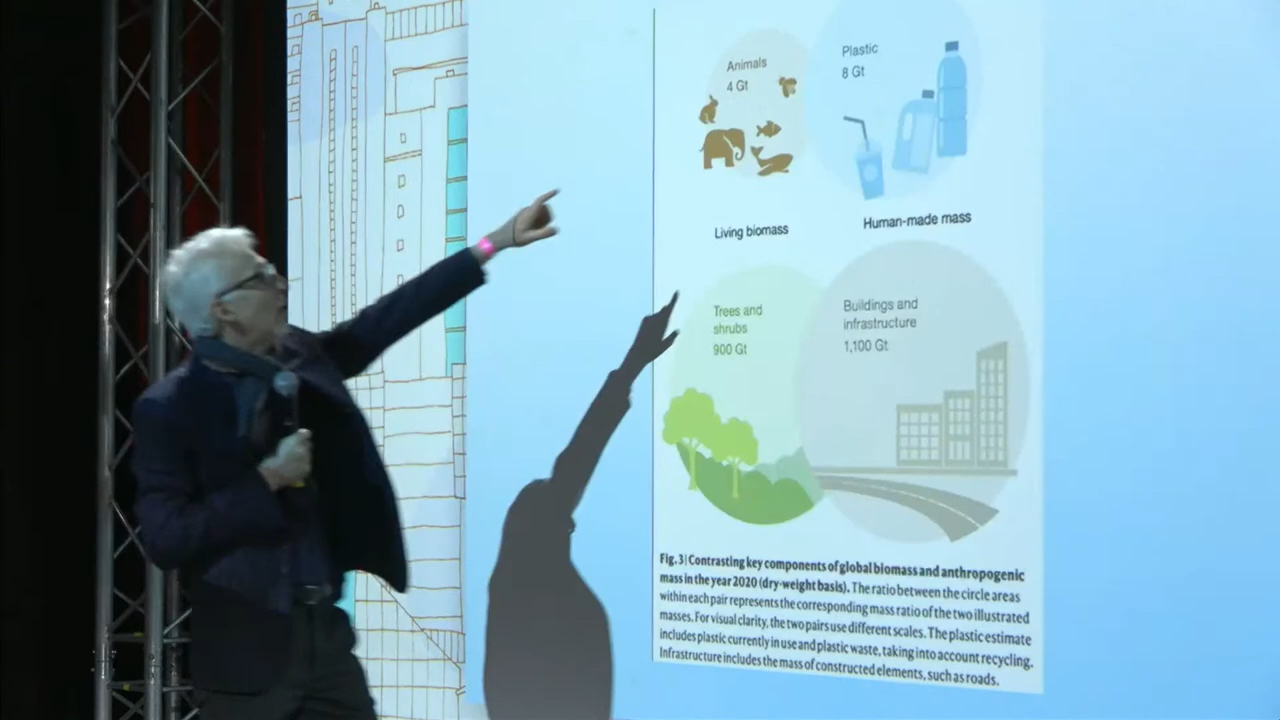 Animals
4 Gt
Plastic
8 Gt
Living biomass
Human-made mass
Trees and
shrubs
900 Gt
Buildings and
infrastructure
1,100 Gt
Fig. 3 | Contrasting key components of global biomass and anthropogenic
mass in the year 2020 (dry-weight basis). The ratio between the circle areas
within each pair represents the corresponding mass ratio of the two illustrated
masses. For visual clarity, the two pairs use different scales. The plastic estimate
includes plastic currently in use and plastic waste, taking into account recycling.
Infrastructure includes the mass of constructed elements, such as roads.